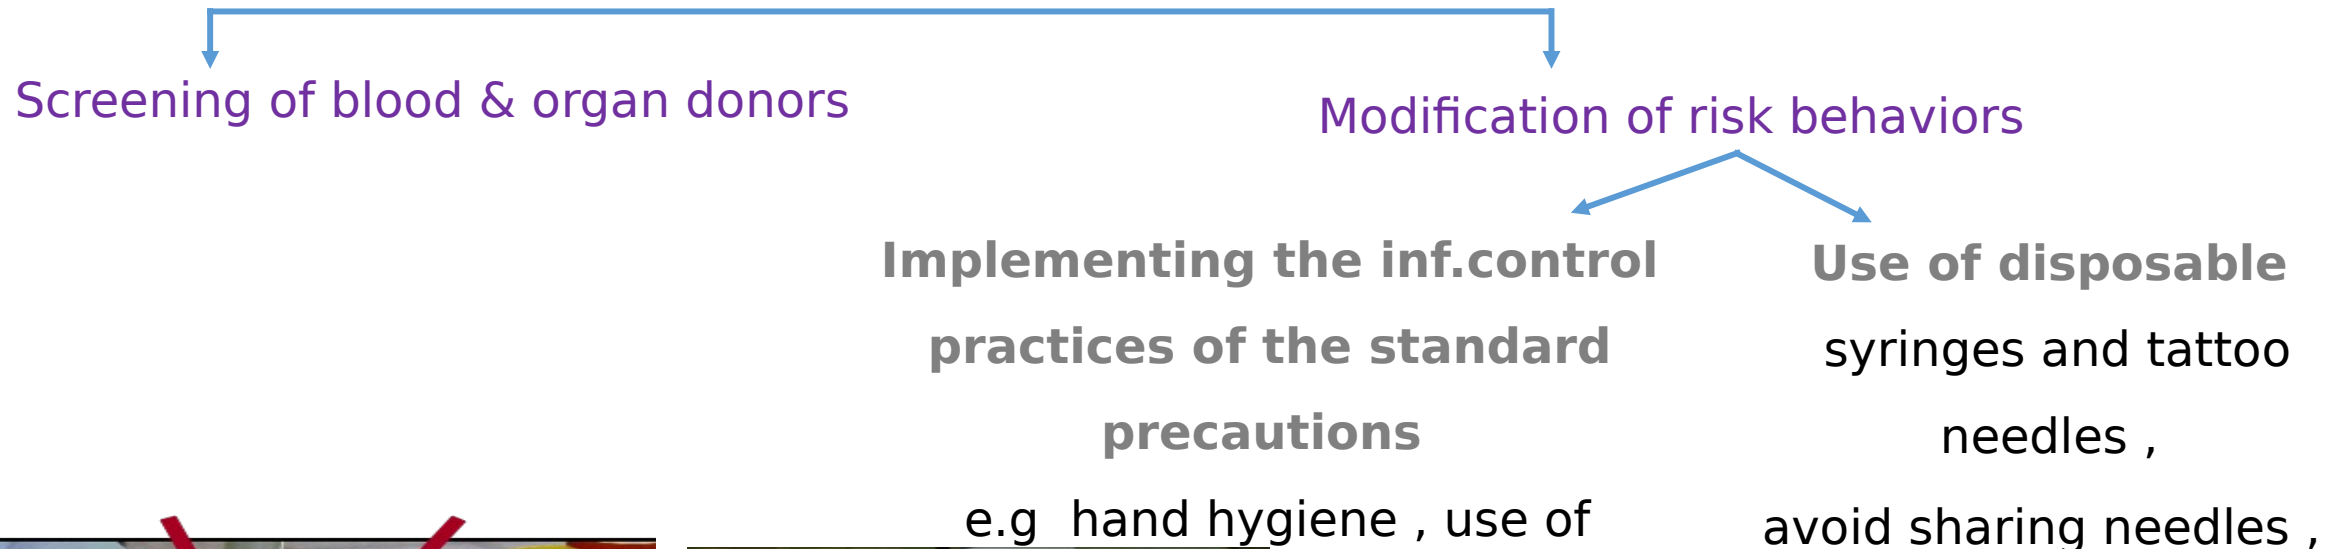 Screening of blood & organ donors
Modification of risk behaviors
Implementing the inf.control
practices of the standard
precautions
e.g  hand hygiene , use of
Use of disposable
syringes and tattoo
needles ,
avoid sharing needles ,